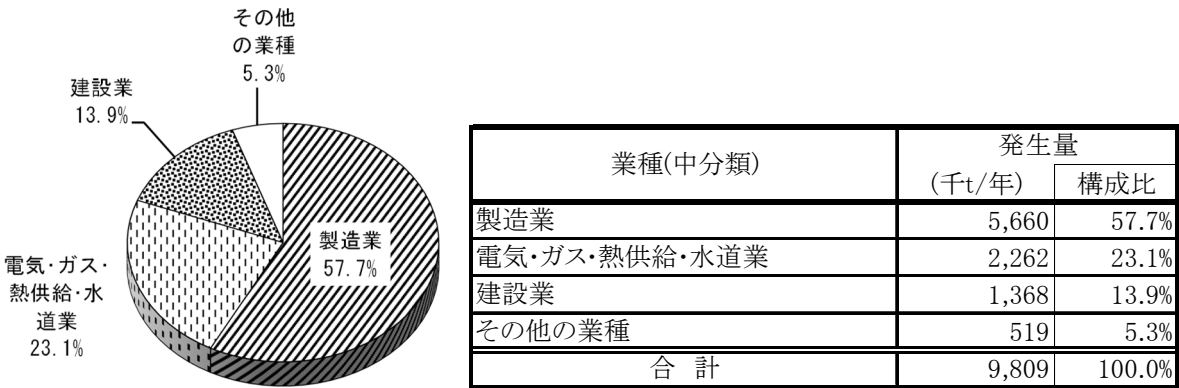 その他
の業種
5.3%
建設業
13.9%
製造業
57.7%
電気･ガス･
熱供給･水
道業
23.1%
業種(中分類) 発生量
(千t/年) 構成比
製造業 5,660 57.7%
電気･ガス･熱供給･水道業 2,262 23.1%
建設業 1,368 13.9%
その他の業種 519 5.3%
合 計 9,809 100.0%